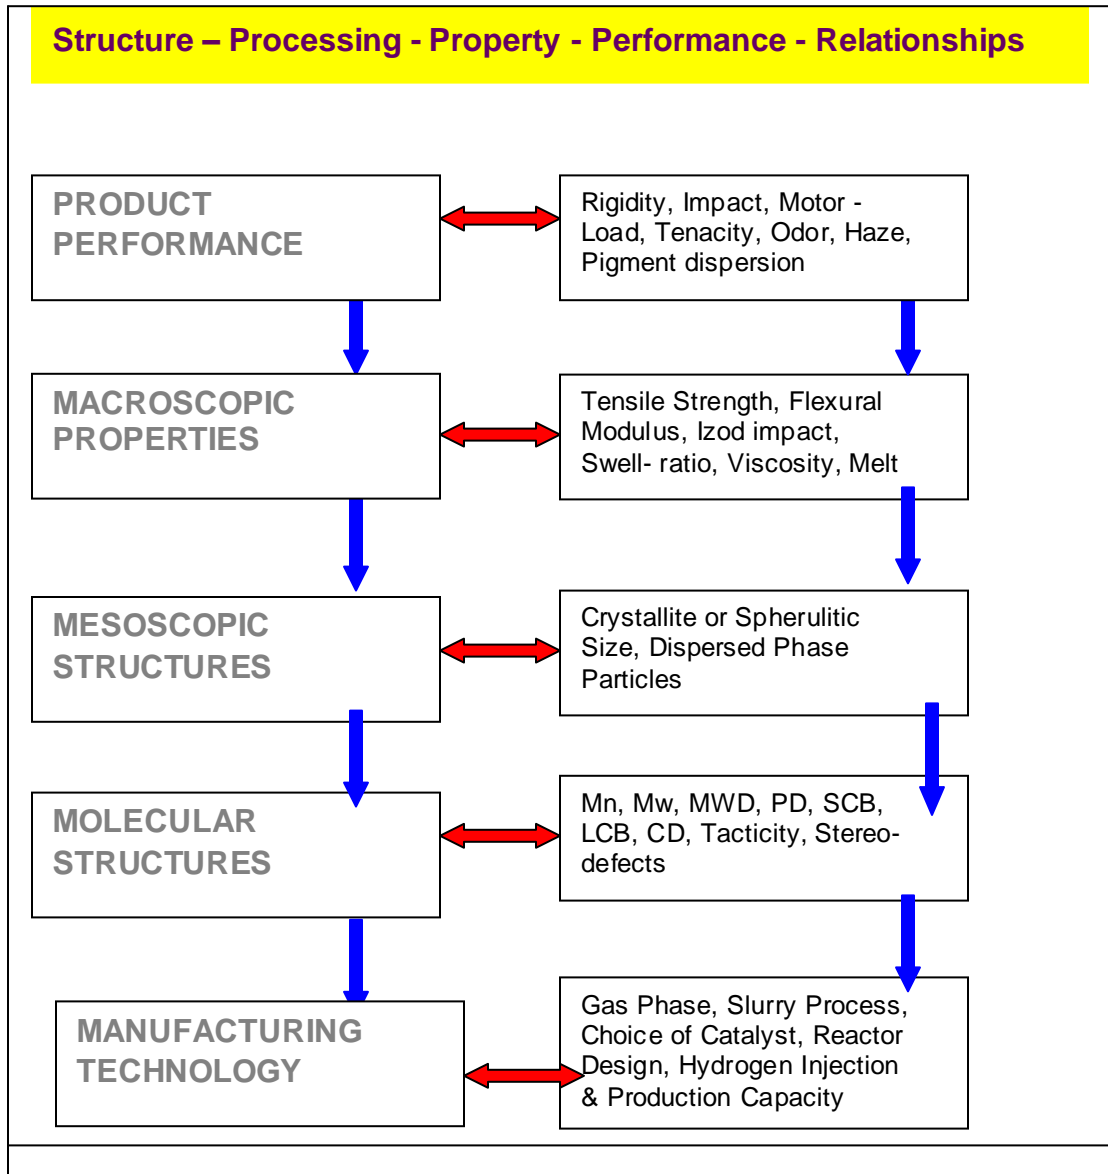 Structure – Processing - Property - Performance - Relationships
PRODUCT
PERFORMANCE
Rigidity, Impact, Motor -
Load, Tenacity, Odor, Haze,
Pigment dispersion
MACROSCOPIC
PROPERTIES
Tensile Strength, Flexural
Modulus, Izod impact,
Swell- ratio, Viscosity, Melt
MESOSCOPIC
STRUCTURES
Crystallite or Spherulitic
Size, Dispersed Phase
Particles
MOLECULAR
STRUCTURES
Mn, Mw, MWD, PD, SCB,
LCB, CD, Tacticity, Stereo-
defects
MANUFACTURING
TECHNOLOGY
Gas Phase, Slurry Process,
Choice of Catalyst, Reactor
Design, Hydrogen Injection
& Production Capacity